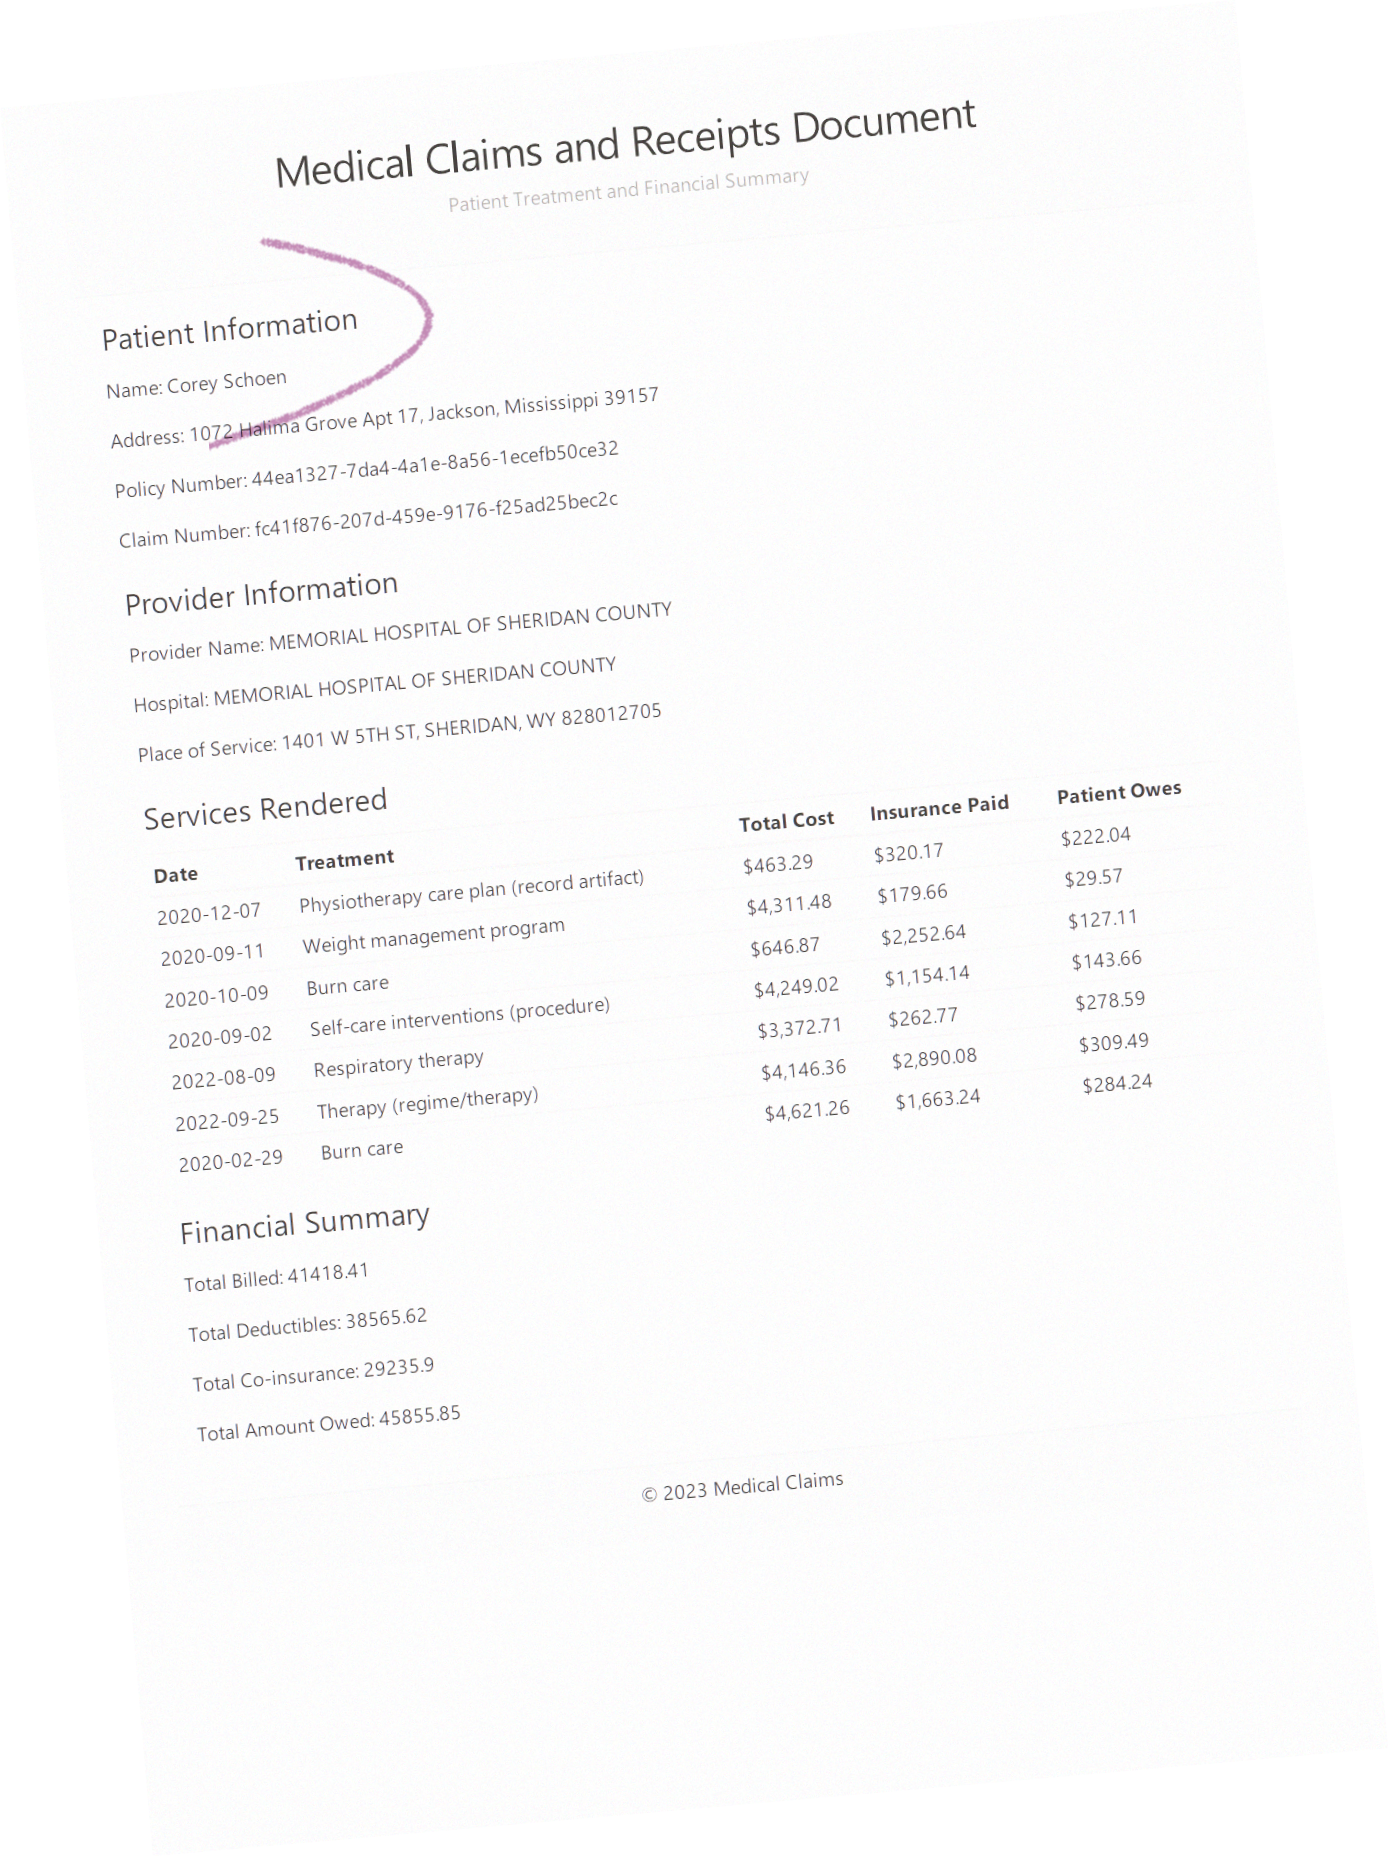 Medical Claims and Receipts Document
Patient Treatment and Financial Summary
Patient Information
Name: Corey Schoen
Address: 1072 Halima Grove Apt 17, Jackson, Mississippi 39157
Policy Number: 44ea1327-7da4-4a1e-8a56-1ecefb50ce32
Claim Number: fc41f876-207d-459e-9176-f25ad25bec2c
Provider Information
Provider Name: MEMORIAL HOSPITAL OF SHERIDAN COUNTY
Hospital: MEMORIAL HOSPITAL OF SHERIDAN COUNTY
Place of Service: 1401 W 5TH ST, SHERIDAN, WY 828012705
Services Rendered
Date Treatment Total Cost Insurance Paid Patient Owes
2020-12-07 Physiotherapy care plan (record artifact) $463.29 $320.17 $222.04
2020-09-11 Weight management program $4,311.48 $179.66 $29.57
2020-10-09 Burn care $646.87 $2,252.64 $127.11
2020-09-02 Self-care interventions (procedure) $4,249.02 $1,154.14 $143.66
2022-08-09 Respiratory therapy $3,372.71 $262.77 $278.59
2022-09-25 Therapy (regime/therapy) $4,146.36 $2,890.08 $309.49
2020-02-29 Burn care $4,621.26 $1,663.24 $284.24
Financial Summary
Total Billed: 41418.41
Total Deductibles: 38565.62
Total Co-insurance: 29235.9
Total Amount Owed: 45855.85
© 2023 Medical Claims